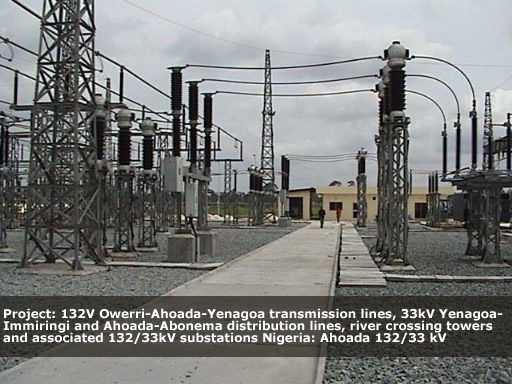 Project: 132V Owerri-Ahoada-Yenagoa transmission lines, 33kV Yenagoa-
Immiringi and Ahoada-Abonema distribution lines, river crossing towers
and associated 132/33kV substations Nigeria: Ahoada 132/33 kV